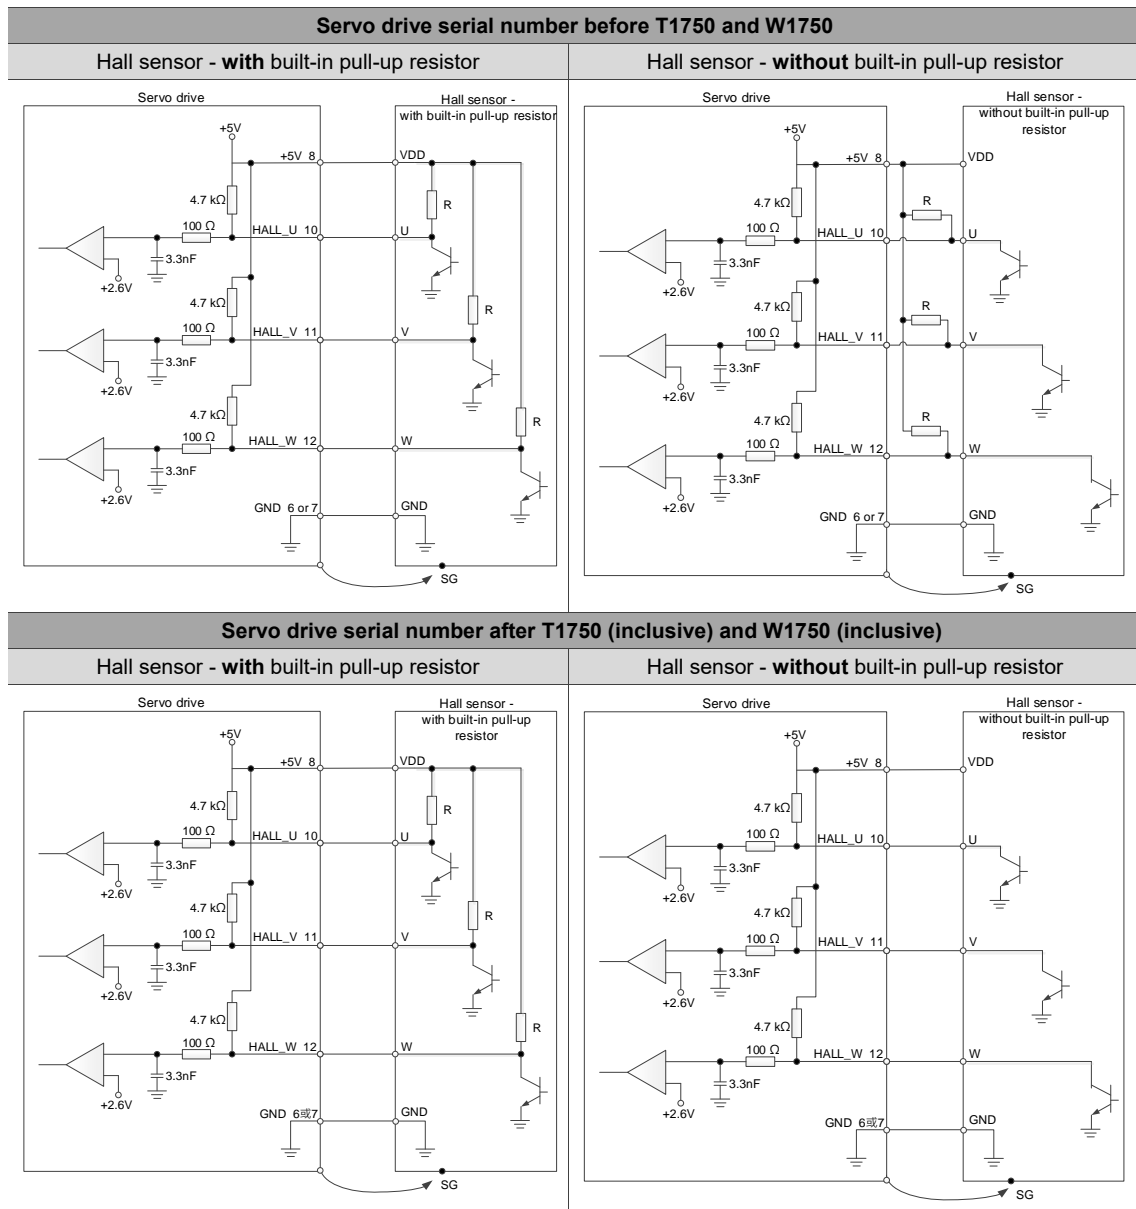 Servo drive serial number before T1750 and W1750
Hall sensor - with built-in pull-up resistor
Hall sensor - without built-in pull-up resistor
Servo drive
Hall sensor -
with built-in pull-up resistor
+5V
+5V 8
VDD
4.7 kΩ
R
100 Ω
HALL_U 10
U
3.3nF
+2.6V
4.7 kΩ
R
100 Ω
HALL_V 11
V
3.3nF
+2.6V
4.7 kΩ
R
100 Ω
HALL_W 12
W
3.3nF
+2.6V
GND 6 or 7
GND
SG
Servo drive
Hall sensor -
without built-in pull-up
resistor
+5V
+5V 8
VDD
4.7 kΩ
R
100 Ω
HALL_U 10
U
3.3nF
+2.6V
4.7 kΩ
R
100 Ω
HALL_V 11
V
3.3nF
+2.6V
4.7 kΩ
R
100 Ω
HALL_W 12
W
3.3nF
+2.6V
GND 6 or 7
GND
SG
Servo drive serial number after T1750 (inclusive) and W1750 (inclusive)
Hall sensor - with built-in pull-up resistor
Hall sensor - without built-in pull-up resistor
Servo drive
Hall sensor -
with built-in pull-up
resistor
+5V
+5V 8
VDD
4.7 kΩ
R
100 Ω
HALL_U 10
U
3.3nF
+2.6V
4.7 kΩ
R
100 Ω
HALL_V 11
V
3.3nF
+2.6V
4.7 kΩ
R
100 Ω
HALL_W 12
W
3.3nF
+2.6V
GND 6或7
GND
SG
Servo drive
Hall sensor -
without built-in pull-up
resistor
+5V
+5V 8
VDD
4.7 kΩ
100 Ω
HALL_U 10
U
3.3nF
+2.6V
4.7 kΩ
100 Ω
HALL_V 11
V
3.3nF
+2.6V
4.7 kΩ
100 Ω
HALL_W 12
W
3.3nF
+2.6V
GND 6或7
GND
SG